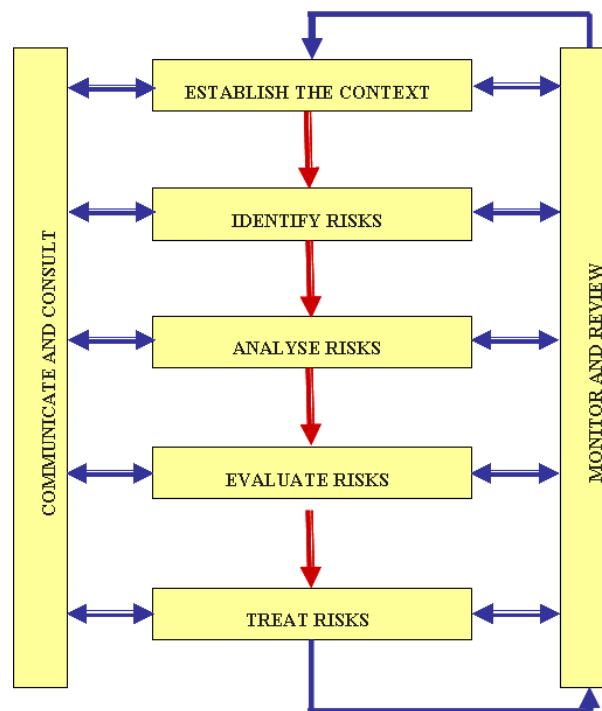 ESTABLISH THE CONTEXT
IDENTIFY RISKS
ANALYSE RISKS
EVALUATE RISKS
TREAT RISKS
COMMUNICATE AND CONSULT
MONITOR AND REVIEW